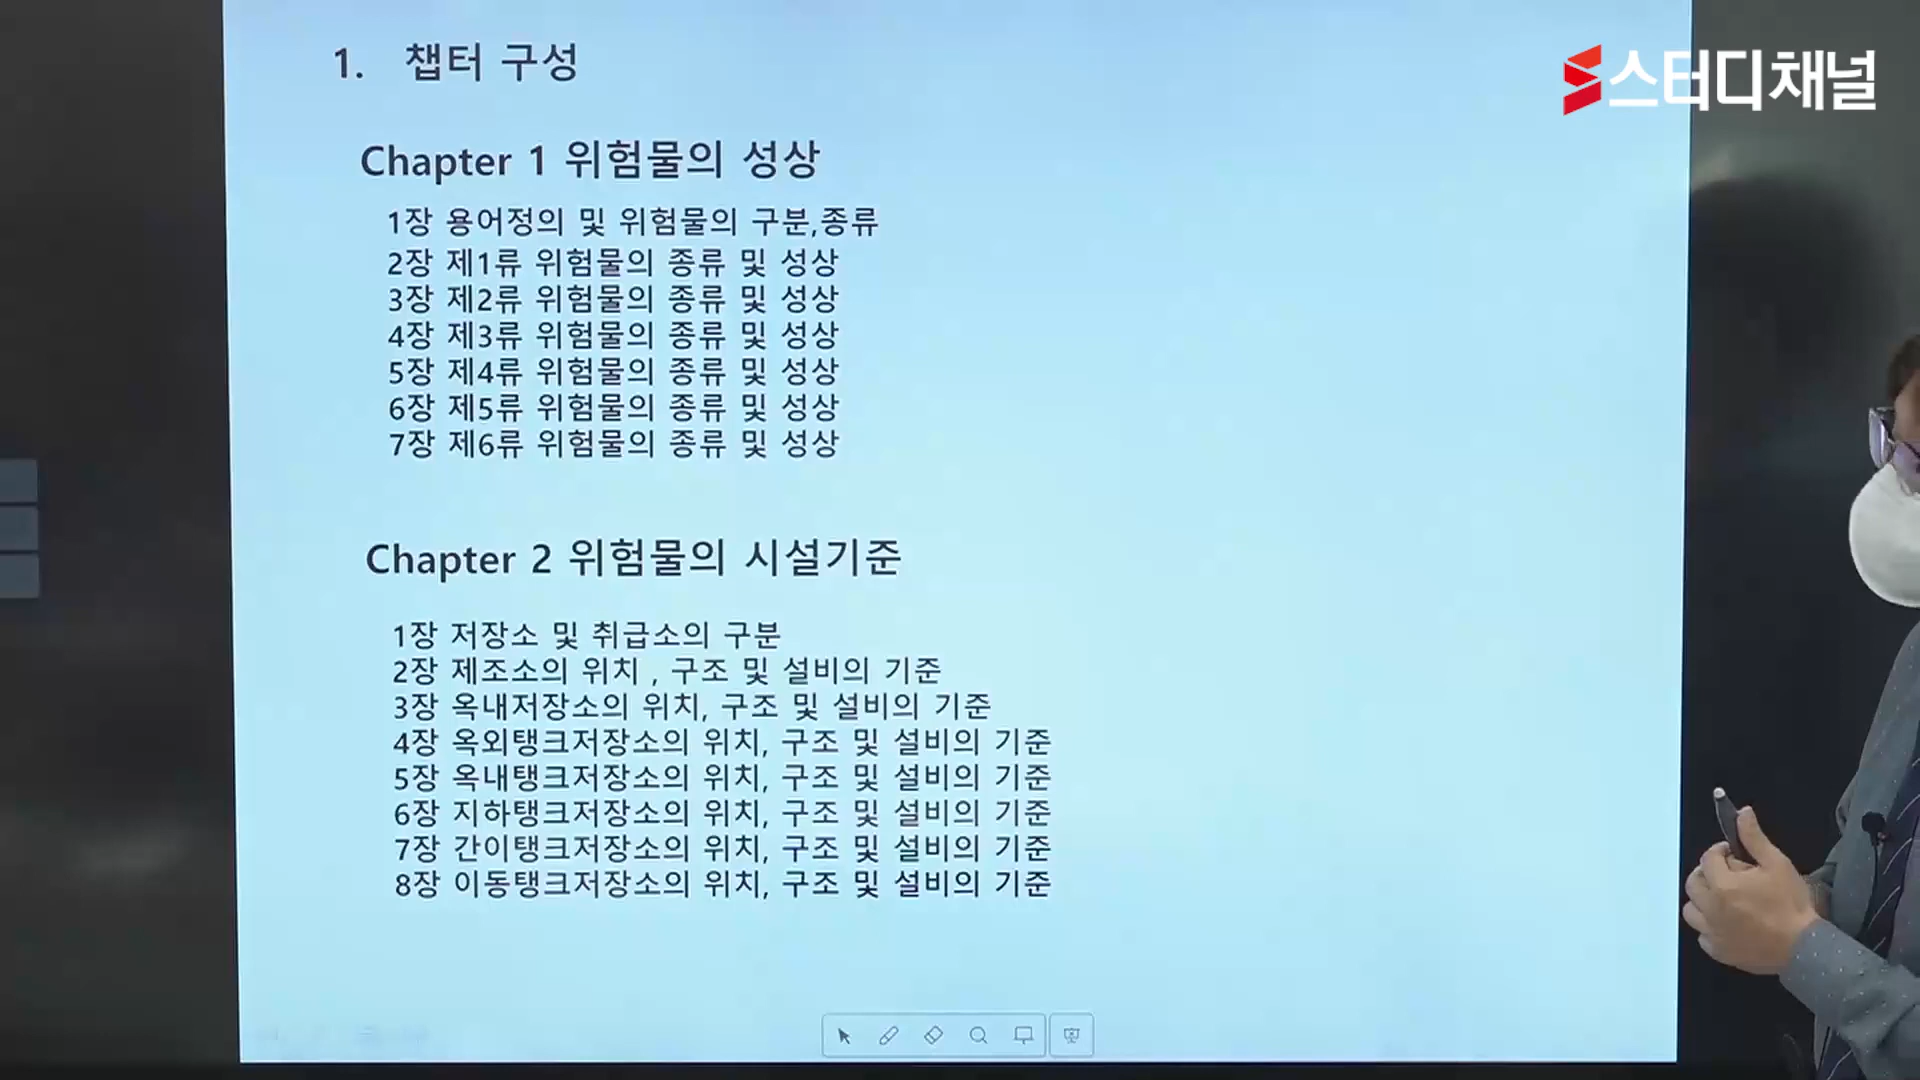 1. 챕터 구성
스터디채널
Chapter 1 위험물의 성상
1장 용어정의 및 위험물의 구분,종류
2장 제1류 위험물의 종류 및 성상
3장 제2류 위험물의 종류 및 성상
4장 제3류 위험물의 종류 및 성상
5장 제4류 위험물의 종류 및 성상
6장 제5류 위험물의 종류 및 성상
7장 제6류 위험물의 종류 및 성상
Chapter 2 위험물의 시설기준
1장 저장소 및 취급소의 구분
2장 제조소의 위치 , 구조 및 설비의 기준
3장 옥내저장소의 위치, 구조 및 설비의 기준
4장 옥외탱크저장소의 위치, 구조 및 설비의 기준
5장 옥내탱크저장소의 위치, 구조 및 설비의 기준
6장 지하탱크저장소의 위치, 구조 및 설비의 기준
7장 간이탱크저장소의 위치, 구조 및 설비의 기준
8장 이동탱크저장소의 위치, 구조 및 설비의 기준